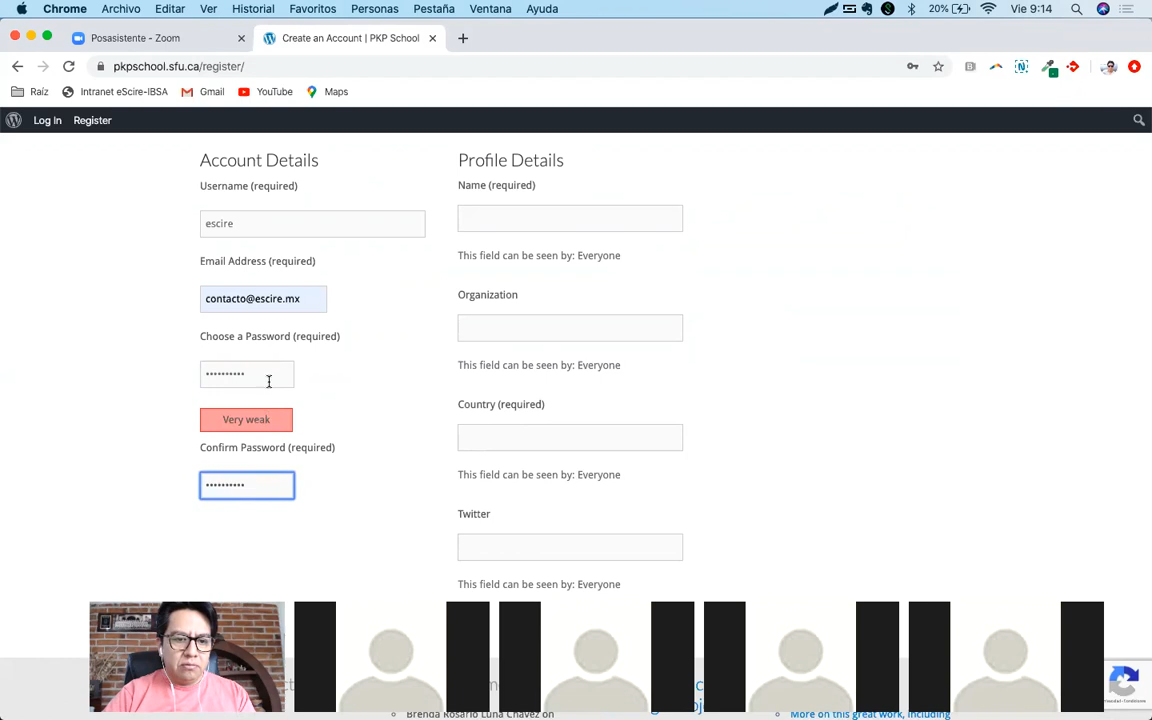 Chrome Archivo Editar Ver Historial Favoritos Personas Pestaña Ventana Ayuda 20% Vie 9:14
Posasistente - Zoom × Create an Account | PKP School × +
pkpschool.sfu.ca/register/
Raíz Intranet eScire-IBSA Gmail YouTube Maps
Log In Register
Account Details
Username (required)
escire
Email Address (required)
contacto@escire.mx
Choose a Password (required)
••••••••••
Very weak
Confirm Password (required)
••••••••••
Profile Details
Name (required)
This field can be seen by: Everyone
Organization
This field can be seen by: Everyone
Country (required)
This field can be seen by: Everyone
Twitter
This field can be seen by: Everyone
Brenda Rosario Luna Chavez on
More on this great work, including